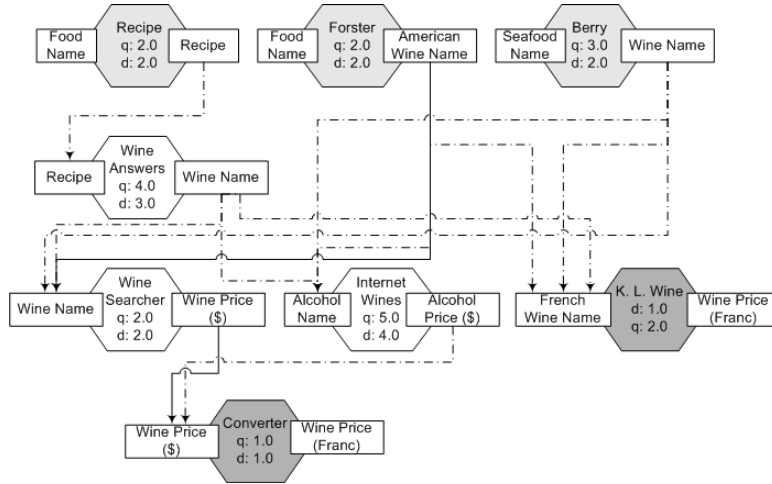 Food
Name
Recipe
q: 2.0
d: 2.0
Recipe
Food
Name
Forster
q: 2.0
d: 2.0
American
Wine Name
Seafood
Name
Berry
q: 3.0
d: 2.0
Wine Name
Recipe
Wine
Answers
q: 4.0
d: 3.0
Wine Name
Wine Name
Wine
Searcher
q: 2.0
d: 2.0
Wine Price
($)
Alcohol
Name
Internet
Wines
q: 5.0
d: 4.0
Alcohol
Price ($)
French
Wine Name
K. L. Wine
d: 1.0
q: 2.0
Wine Price
(Franc)
Wine Price
($)
Converter
q: 1.0
d: 1.0
Wine Price
(Franc)